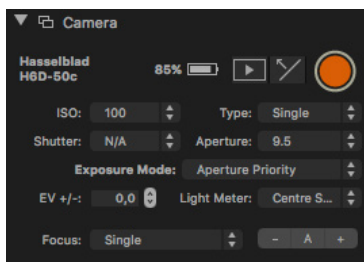 Camera
Hasselblad
H6D-50c
85%
ISO: 100 Type: Single
Shutter: N/A Aperture: 9.5
Exposure Mode: Aperture Priority
EV +/-: 0,0 Light Meter: Centre S...
Focus: Single - A +